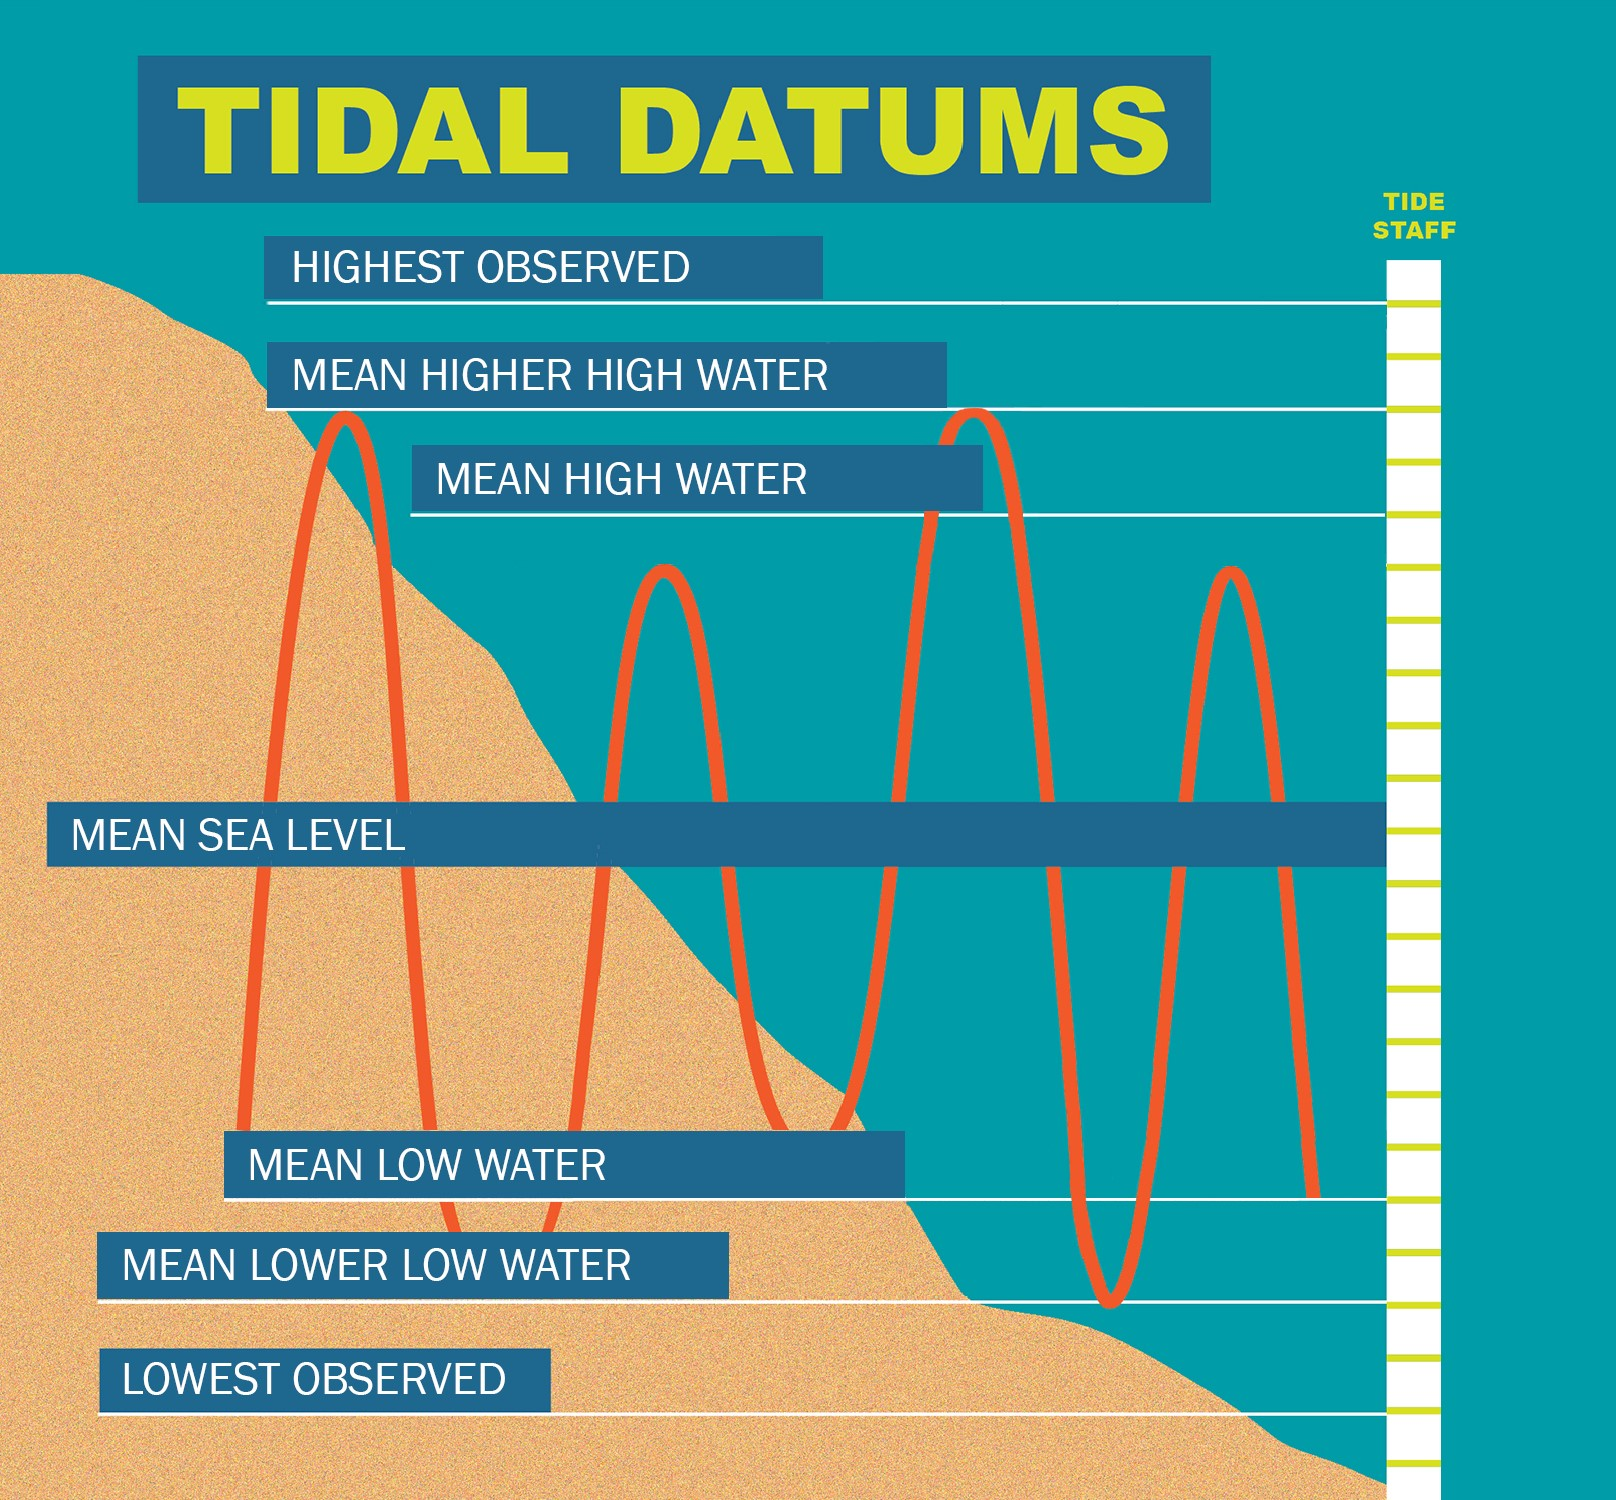 TIDAL DATUMS
TIDE
STAFF
HIGHEST OBSERVED
MEAN HIGHER HIGH WATER
MEAN HIGH WATER
MEAN SEA LEVEL
MEAN LOW WATER
MEAN LOWER LOW WATER
LOWEST OBSERVED